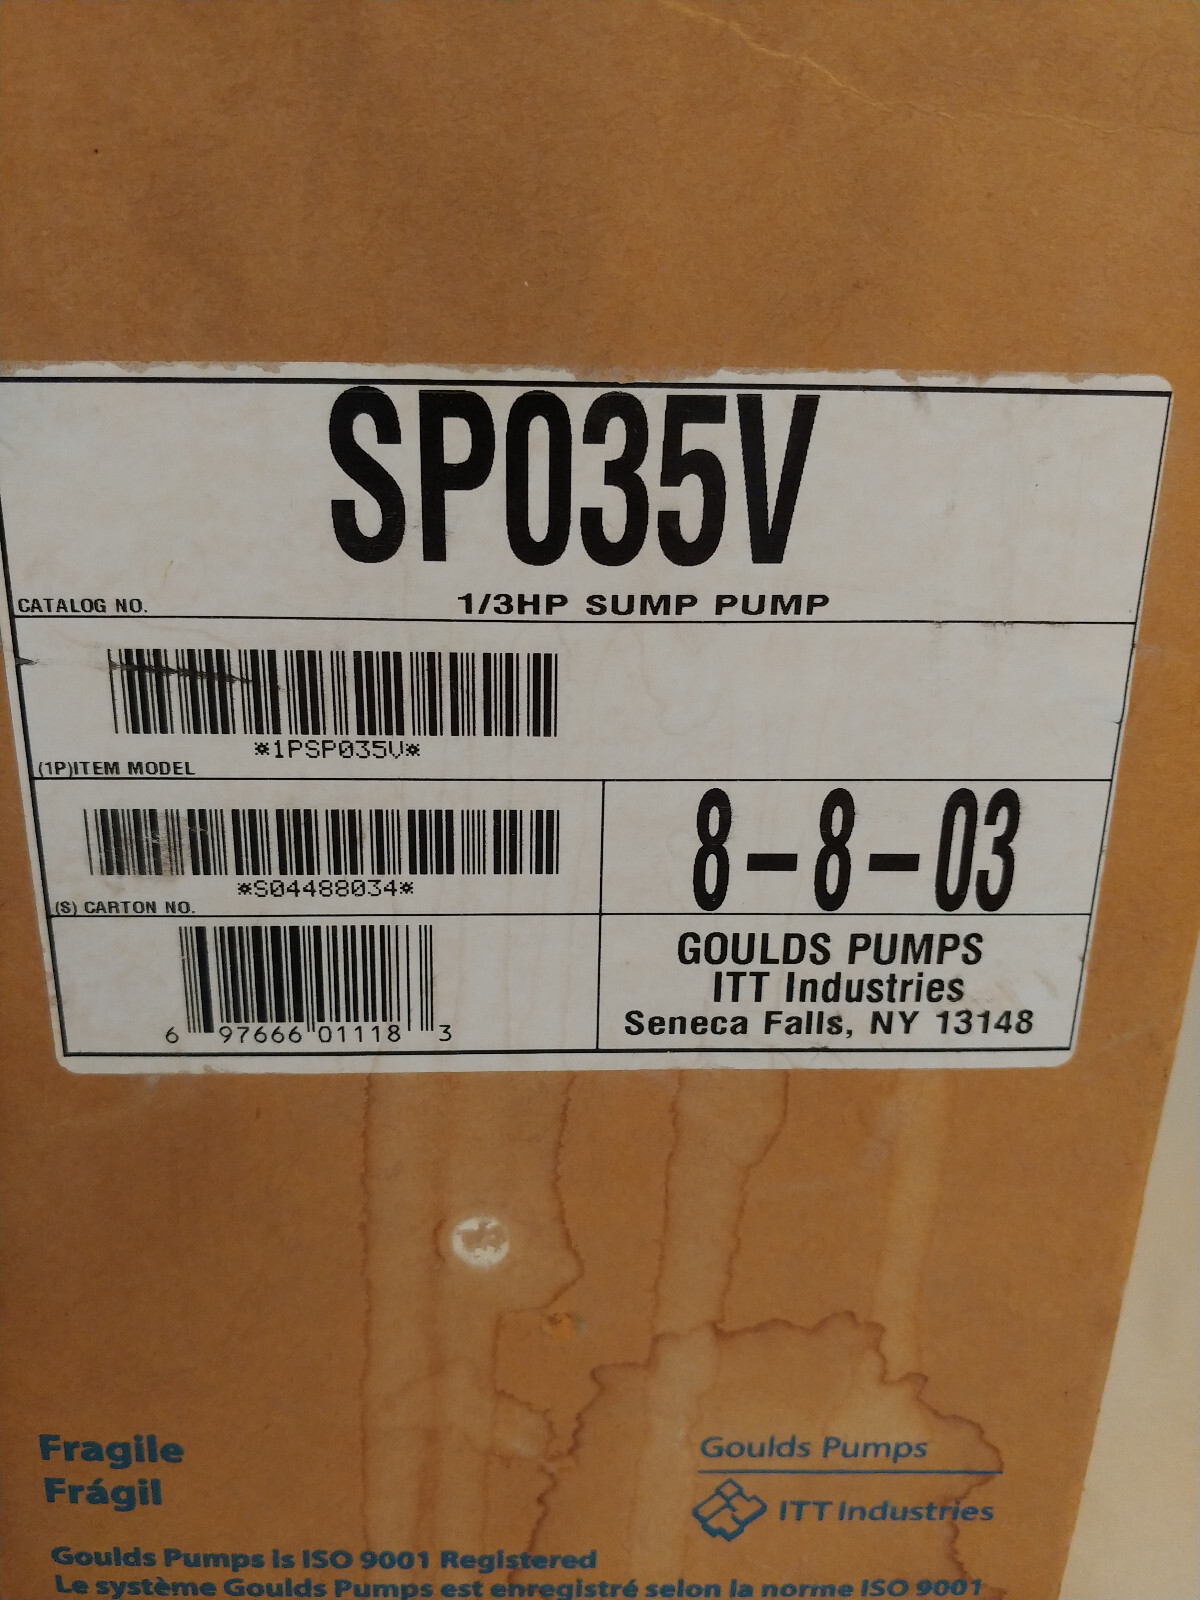 SP035V
CATALOG NO.
1/3HP SUMP PUMP
*1PSP035V*
(1P)ITEM MODEL
*S04488034*
(S) CARTON NO.
8-8-03
6 97666 01118 3
GOULDS PUMPS
ITT Industries
Seneca Falls, NY 13148
Fragile
Frágil
Goulds Pumps
ITT Industries
Goulds Pumps is ISO 9001 Registered
Le système Goulds Pumps est enregistré selon la norme ISO 9001